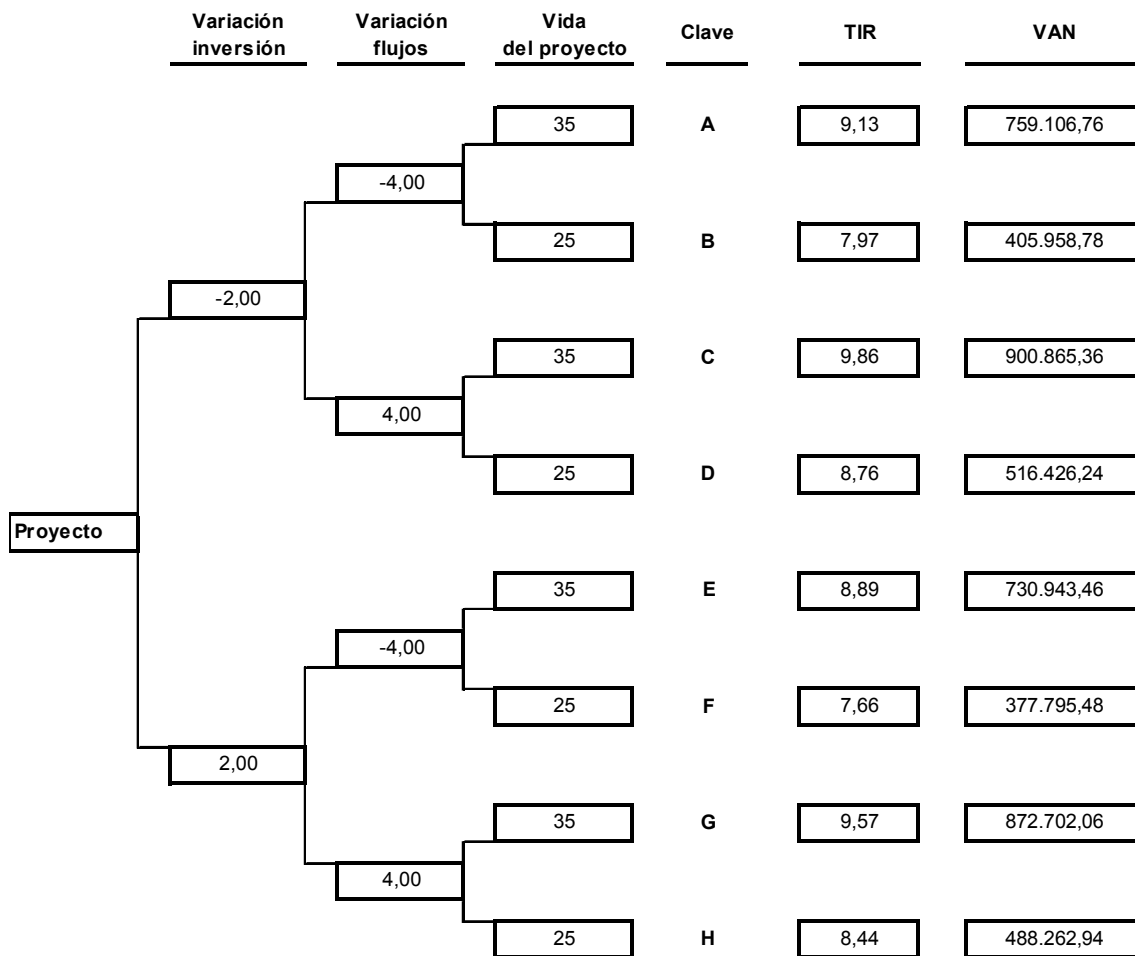 Variación inversión
Variación flujos
Vida del proyecto
Clave
TIR
VAN
35 A 9,13 759.106,76
-4,00
25 B 7,97 405.958,78
-2,00
35 C 9,86 900.865,36
4,00
25 D 8,76 516.426,24
Proyecto
35 E 8,89 730.943,46
-4,00
25 F 7,66 377.795,48
2,00
35 G 9,57 872.702,06
4,00
25 H 8,44 488.262,94